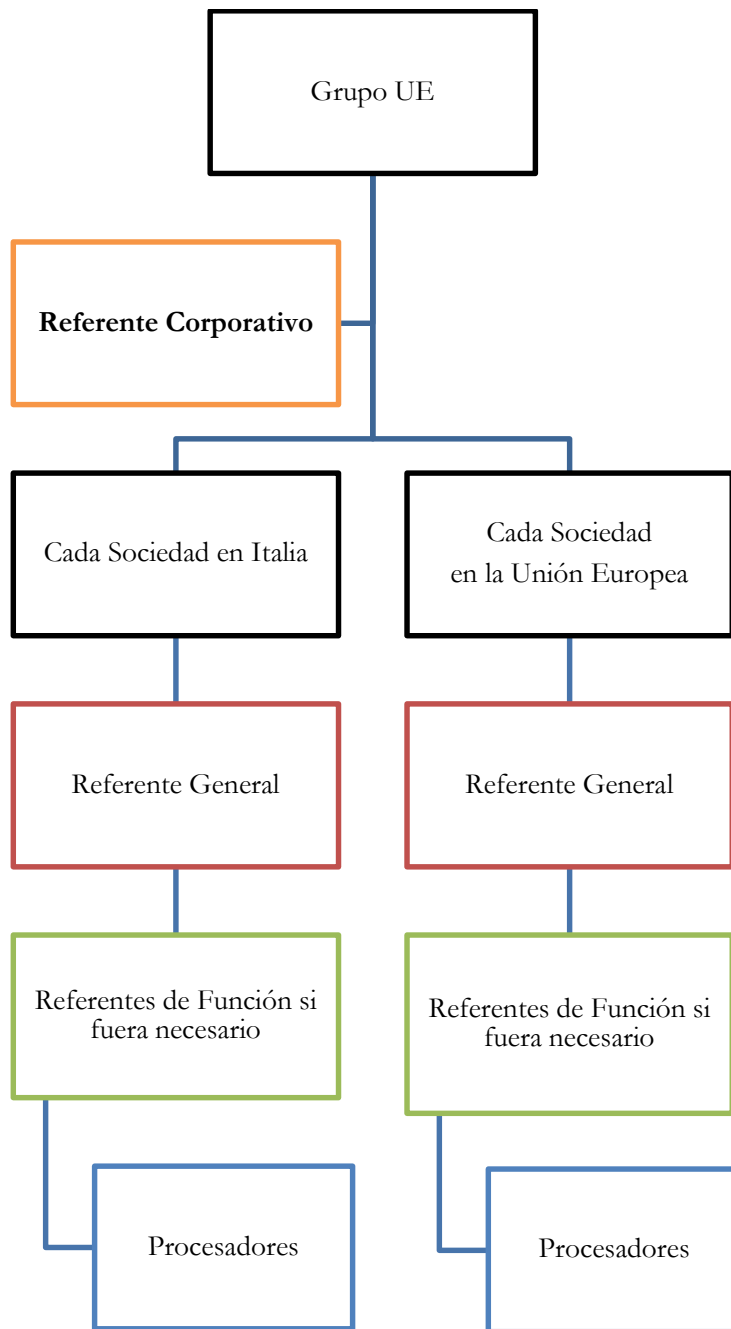 Grupo UE
Referente Corporativo
Cada Sociedad en Italia
Cada Sociedad
en la Unión Europea
Referente General
Referente General
Referentes de Función si
fuera necesario
Referentes de Función si
fuera necesario
Procesadores
Procesadores